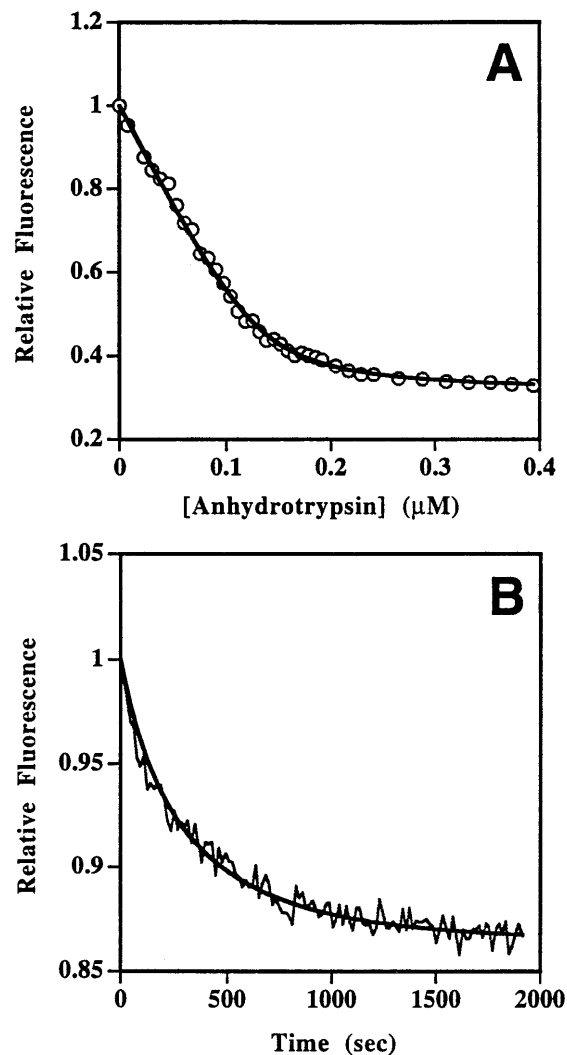 A
1.2
1
0.8
0.6
0.4
0.2
Relative Fluorescence
0 0.1 0.2 0.3 0.4
[Anhydrotrypsin] (μM)
B
1.05
1
0.95
0.9
0.85
Relative Fluorescence
0 500 1000 1500 2000
Time (sec)